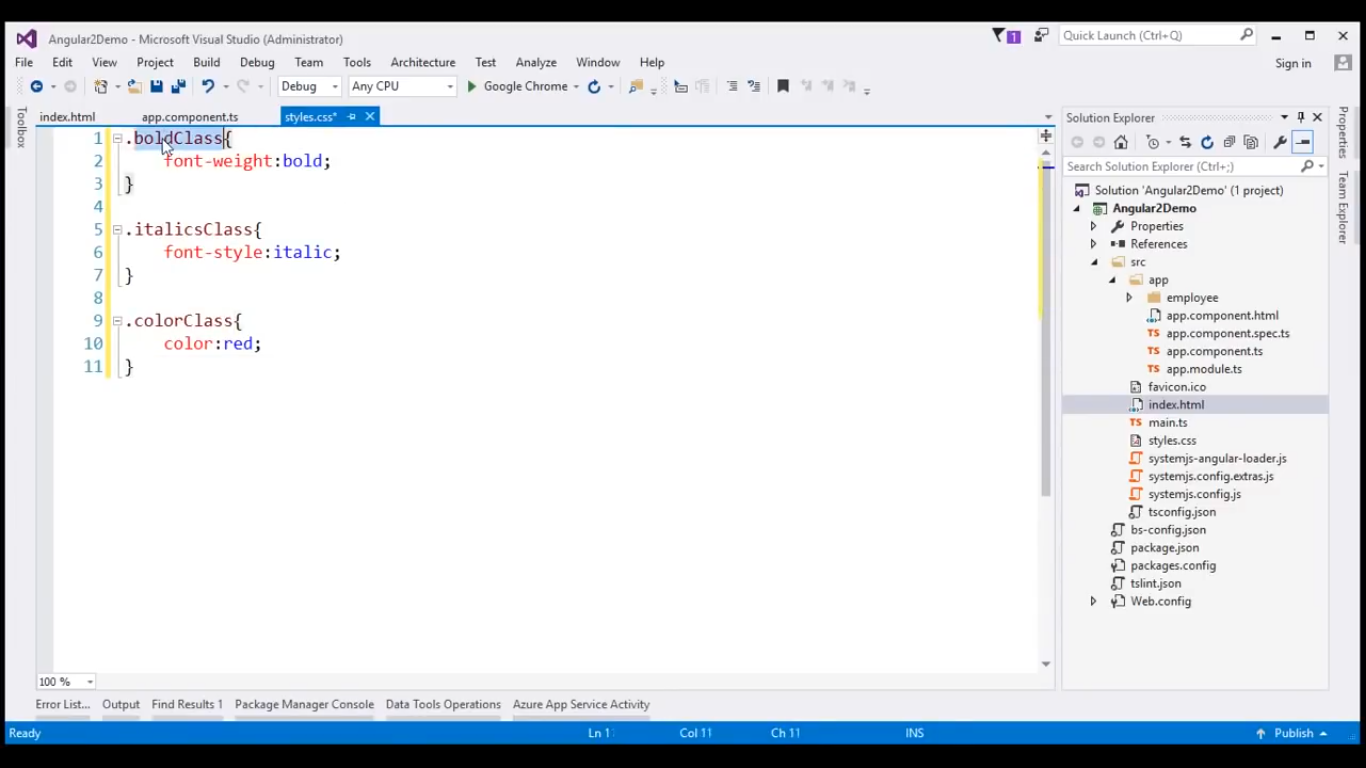 Angular2Demo - Microsoft Visual Studio (Administrator)
1
Quick Launch (Ctrl+Q)
File Edit View Project Build Debug Team Tools Architecture Test Analyze Window Help
Sign in
Debug Any CPU Google Chrome
Toolbox
index.html app.component.ts styles.css*
1 .boldClass{
2 font-weight:bold;
3 }
4
5 .italicsClass{
6 font-style:italic;
7 }
8
9 .colorClass{
10 color:red;
11 }
100 %
Solution Explorer
Search Solution Explorer (Ctrl+;)
Solution 'Angular2Demo' (1 project)
Angular2Demo
Properties
References
src
app
employee
app.component.html
TS app.component.spec.ts
TS app.component.ts
TS app.module.ts
favicon.ico
index.html
TS main.ts
styles.css
systemjs-angular-loader.js
systemjs.config.extras.js
systemjs.config.js
tsconfig.json
bs-config.json
package.json
packages.config
tslint.json
Web.config
Properties
Team Explorer
Error List... Output Find Results 1 Package Manager Console Data Tools Operations Azure App Service Activity
Ready Ln 1 Col 11 Ch 11 INS Publish